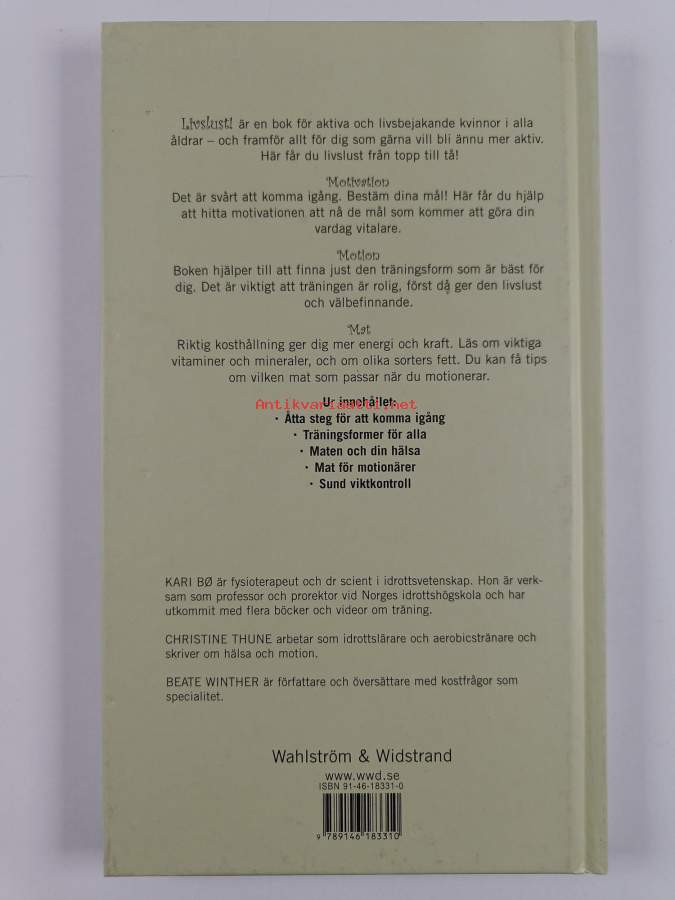 Livslust! är en bok för aktiva och livsbejakande kvinnor i alla
åldrar – och framför allt för dig som gärna vill bli ännu mer aktiv.
Här får du livslust från topp till tå!
Motivation
Det är svårt att komma igång. Bestäm dina mål! Här får du hjälp
att hitta motivationen att nå de mål som kommer att göra din
vardag vitalare.
Motion
Boken hjälper till att finna just den träningsform som är bäst för
dig. Det är viktigt att träningen är rolig, först då ger den livslust
och välbefinnande.
Mat
Riktig kosthållning ger dig mer energi och kraft. Läs om viktiga
vitaminer och mineraler, och om olika sorters fett. Du kan få tips
om vilken mat som passar när du motionerar.
Ur innehållet:
Antikvariaatti.net
· Åtta steg för att komma igång
· Träningsformer för alla
· Maten och din hälsa
· Mat för motionärer
· Sund viktkontroll
KARI BØ är fysioterapeut och dr scient i idrottsvetenskap. Hon är verk-
sam som professor och prorektor vid Norges idrottshögskola och har
utkommit med flera böcker och videor om träning.
CHRISTINE THUNE arbetar som idrottslärare och aerobicstränare och
skriver om hälsa och motion.
BEATE WINTHER är författare och översättare med kostfrågor som
specialitet.
Wahlström & Widstrand
www.wwd.se
ISBN 91-46-18331-0
9 789146 183310